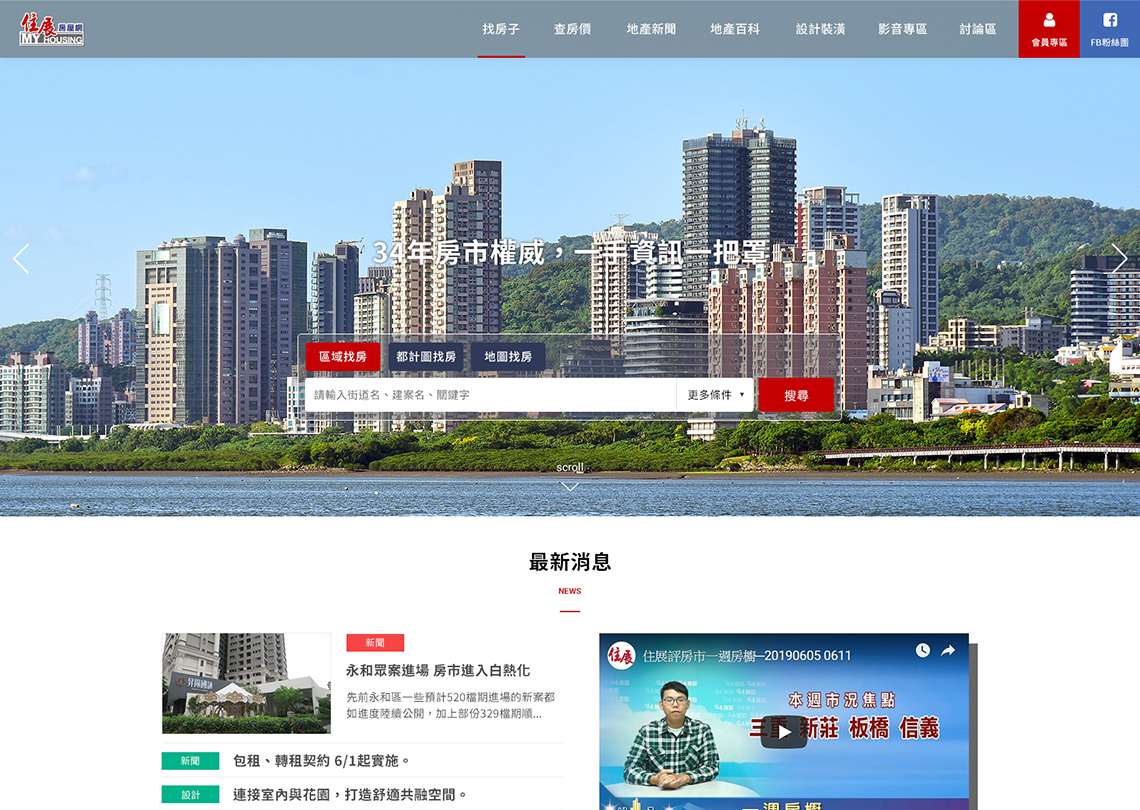 住展 房屋網
MY HOUSING
找房子 查房價 地產新聞 地產百科 設計裝潢 影音專區 討論區 會員專區 FB粉絲團
34年房市權威,一手資訊一把罩
區域找房 都計圖找房 地圖找房
請輸入街道名、建案名、關鍵字 更多條件 ▼ 搜尋
scroll
最新消息
NEWS
新聞
永和眾案進場 房市進入白熱化
先前永和區一些預計520檔期進場的新案都
如進度陸續公開,加上部份329檔期順...
新聞 包租、轉租契約 6/1起實施。
設計 連接室內與花園,打造舒適共融空間。
住展 住展評房市一週房櫥─20190605 0611
本週市況焦點
三重 新莊 板橋 信義